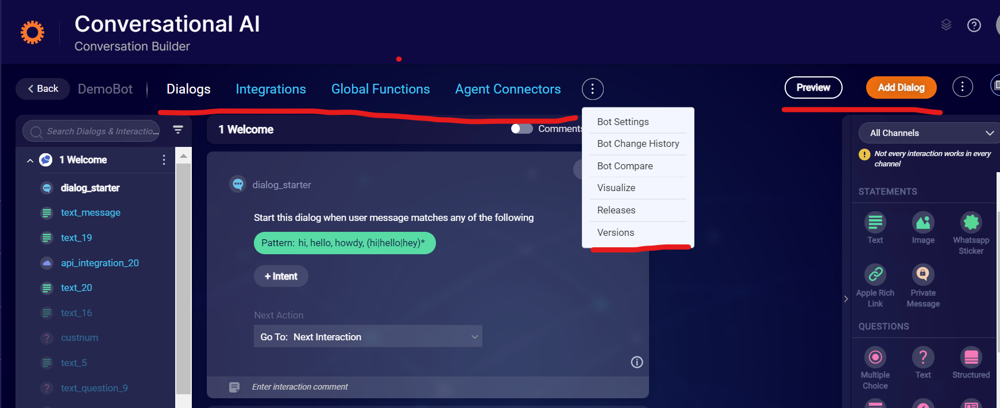 Conversational AI
Conversation Builder
Back
DemoBot
Dialogs
Integrations
Global Functions
Agent Connectors
Preview
Add Dialog
Search Dialogs & Interactio...
1 Welcome
dialog_starter
text_message
text_19
api_integration_20
text_20
text_16
custnum
text_5
text_question_9
1 Welcome
Comments
dialog_starter
Start this dialog when user message matches any of the following
Pattern: hi, hello, howdy, (hi|hello|hey)*
+ Intent
Next Action
Go To: Next Interaction
Enter interaction comment
Bot Settings
Bot Change History
Bot Compare
Visualize
Releases
Versions
All Channels
Not every interaction works in every
channel
STATEMENTS
Text
Image
Whatsapp
Sticker
Apple Rich
Link
Private
Message
QUESTIONS
Multiple
Choice
Text
Structured